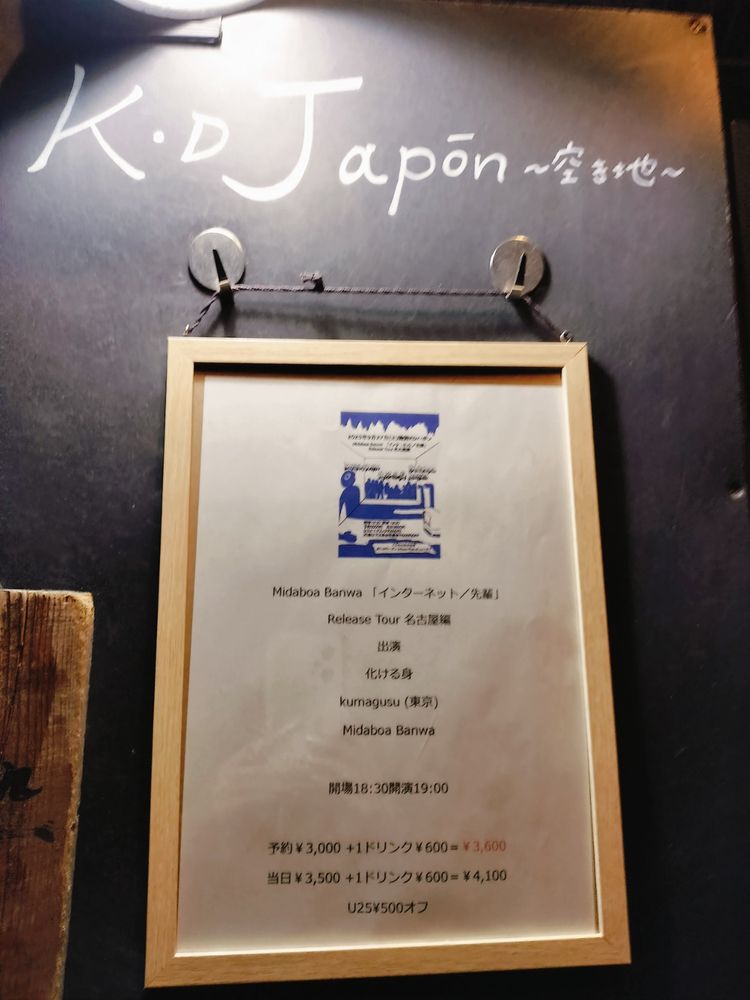 K・D Japōn ～空き地～
Midaboa Banwa 「インターネット／先輩」
Release Tour 名古屋編
出演
化ける身
kumagusu (東京)
Midaboa Banwa
開場18:30開演19:00
予約￥3,000 +1ドリンク￥600＝￥3,600
当日￥3,500 +1ドリンク￥600＝￥4,100
U25¥500オフ